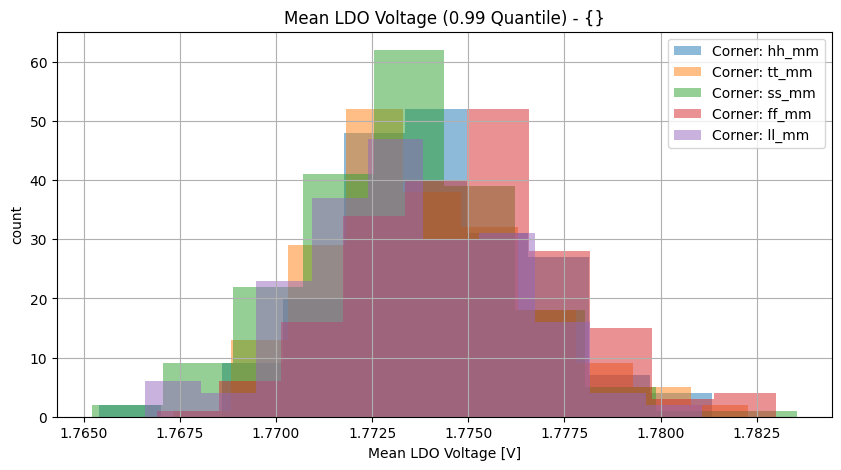 Mean LDO Voltage (0.99 Quantile) - {}
Corner: hh_mm
Corner: tt_mm
Corner: ss_mm
Corner: ff_mm
Corner: ll_mm
60
50
40
30
20
10
0
count
1.7650 1.7675 1.7700 1.7725 1.7750 1.7775 1.7800 1.7825
Mean LDO Voltage [V]